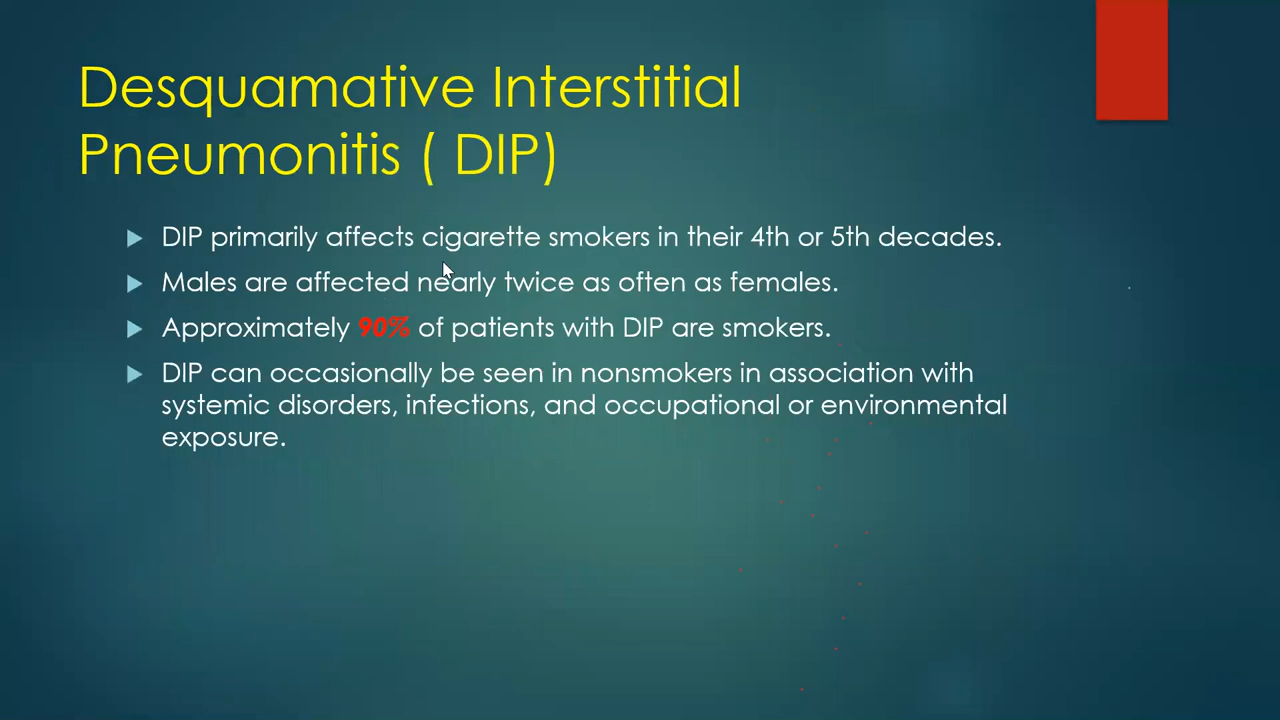 Desquamative Interstitial
Pneumonitis ( DIP)
DIP primarily affects cigarette smokers in their 4th or 5th decades.
Males are affected nearly twice as often as females.
Approximately 90% of patients with DIP are smokers.
DIP can occasionally be seen in nonsmokers in association with
systemic disorders, infections, and occupational or environmental
exposure.